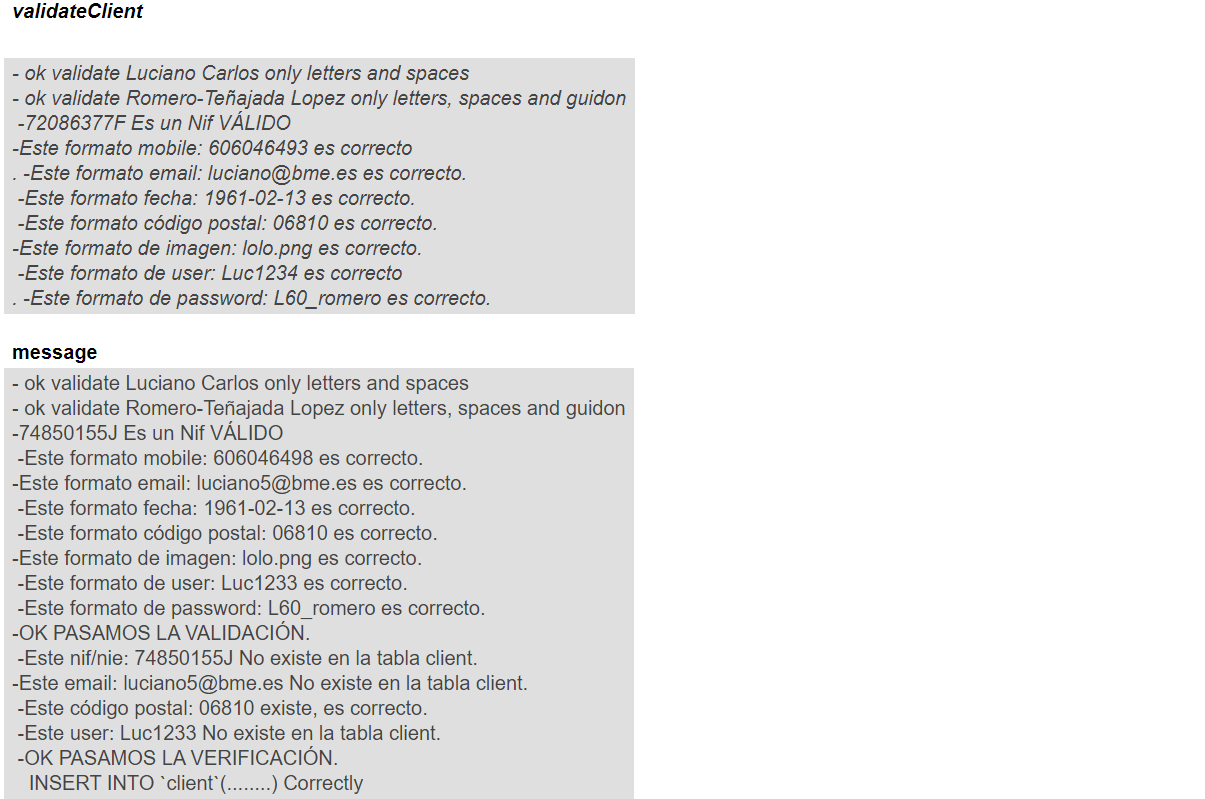 validateClient
- ok validate Luciano Carlos only letters and spaces
- ok validate Romero-Teñajada Lopez only letters, spaces and guidon
-72086377F Es un Nif VÁLIDO
-Este formato mobile: 606046493 es correcto
. -Este formato email: luciano@bme.es es correcto.
-Este formato fecha: 1961-02-13 es correcto.
-Este formato código postal: 06810 es correcto.
-Este formato de imagen: lolo.png es correcto.
-Este formato de user: Luc1234 es correcto
. -Este formato de password: L60_romero es correcto.
message
- ok validate Luciano Carlos only letters and spaces
- ok validate Romero-Teñajada Lopez only letters, spaces and guidon
-74850155J Es un Nif VÁLIDO
-Este formato mobile: 606046498 es correcto.
-Este formato email: luciano5@bme.es es correcto.
-Este formato fecha: 1961-02-13 es correcto.
-Este formato código postal: 06810 es correcto.
-Este formato de imagen: lolo.png es correcto.
-Este formato de user: Luc1233 es correcto.
-Este formato de password: L60_romero es correcto.
-OK PASAMOS LA VALIDACIÓN.
-Este nif/nie: 74850155J No existe en la tabla client.
-Este email: luciano5@bme.es No existe en la tabla client.
-Este código postal: 06810 existe, es correcto.
-Este user: Luc1233 No existe en la tabla client.
-OK PASAMOS LA VERIFICACIÓN.
INSERT INTO `client`(........) Correctly